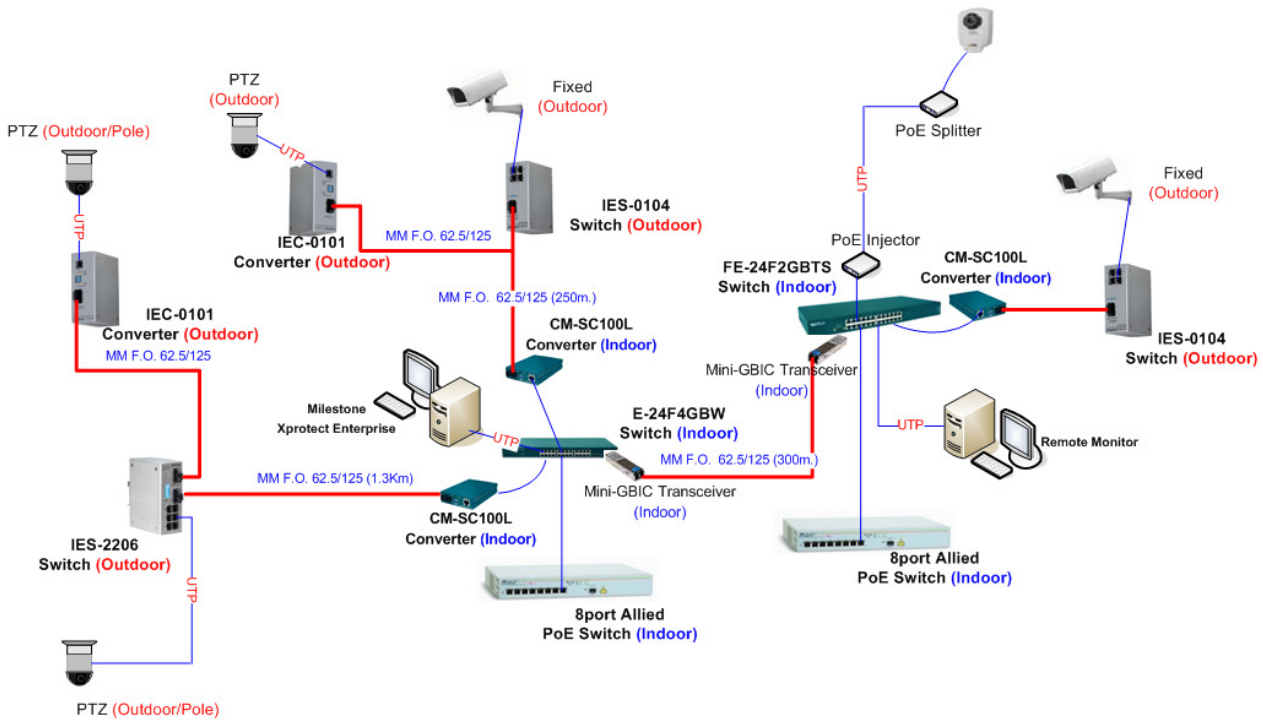 PTZ
(Outdoor)
Fixed
(Outdoor)
PTZ (Outdoor/Pole)
UTP
UTP
IEC-0101
Converter (Outdoor)
MM F.O. 62.5/125
IES-0104
Switch (Outdoor)
MM F.O. 62.5/125 (250m.)
IEC-0101
Converter (Outdoor)
MM F.O. 62.5/125
CM-SC100L
Converter (Indoor)
Milestone
Xprotect Enterprise
UTP
E-24F4GBW
Switch (Indoor)
MM F.O. 62.5/125 (300m.)
Mini-GBIC Transceiver
(Indoor)
MM F.O. 62.5/125 (1.3Km)
CM-SC100L
Converter (Indoor)
IES-2206
Switch (Outdoor)
UTP
PTZ (Outdoor/Pole)
8port Allied
PoE Switch (Indoor)
PoE Splitter
UTP
PoE Injector
FE-24F2GBTS
Switch (Indoor)
CM-SC100L
Converter (Indoor)
Fixed
(Outdoor)
IES-0104
Switch (Outdoor)
Mini-GBIC Transceiver
(Indoor)
UTP
Remote Monitor
8port Allied
PoE Switch (Indoor)